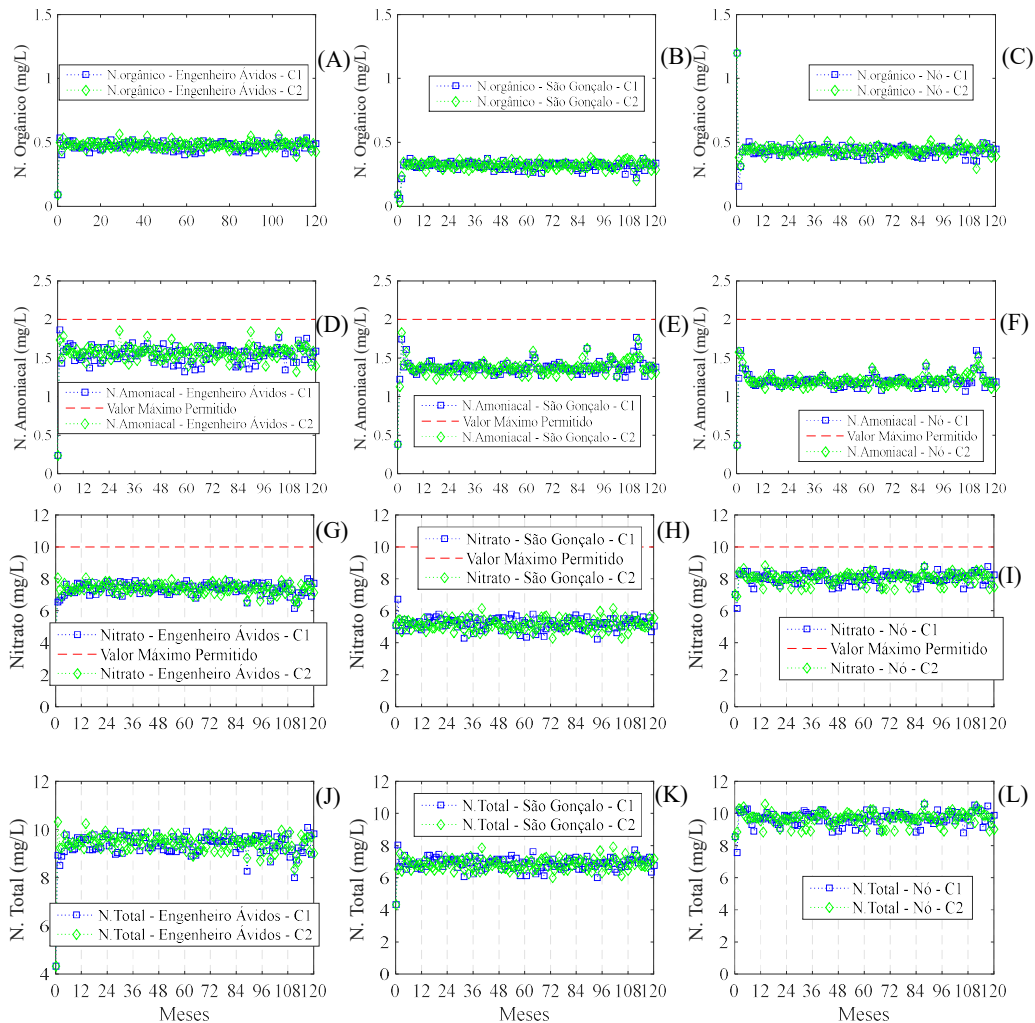 (A)
N. Orgânico (mg/L)
1.5
1
0.5
0
N.orgânico - Engenheiro Ávidos - C1
N.orgânico - Engenheiro Ávidos - C2
0 20 40 60 80 100 120
(B)
N. Orgânico (mg/L)
1.5
1
0.5
0
N.orgânico - São Gonçalo - C1
N.orgânico - São Gonçalo - C2
0 12 24 36 48 60 72 84 96 108 120
(C)
N. Orgânico (mg/L)
1.5
1
0.5
0
N.orgânico - Nó - C1
N.orgânico - Nó - C2
0 12 24 36 48 60 72 84 96 108 120
(D)
N. Amoniacal (mg/L)
2.5
2
1.5
1
0.5
0
N.Amoniacal - Engenheiro Ávidos - C1
Valor Máximo Permitido
N.Amoniacal - Engenheiro Ávidos - C2
0 12 24 36 48 60 72 84 96 108 120
(E)
N. Amoniacal (mg/L)
2.5
2
1.5
1
0.5
0
N.Amoniacal - São Gonçalo - C1
Valor Máximo Permitido
N.Amoniacal - São Gonçalo - C2
0 12 24 36 48 60 72 84 96 108 120
(F)
N. Amoniacal (mg/L)
2.5
2
1.5
1
0.5
0
N.Amoniacal - Nó - C1
Valor Máximo Permitido
N.Amoniacal - Nó - C2
0 12 24 36 48 60 72 84 96 108 120
(G)
Nitrato (mg/L)
12
10
8
6
4
2
0
Nitrato - Engenheiro Ávidos - C1
Valor Máximo Permitido
Nitrato - Engenheiro Ávidos - C2
0 12 24 36 48 60 72 84 96 108 120
(H)
Nitrato (mg/L)
12
10
8
6
4
2
0
Nitrato - São Gonçalo - C1
Valor Máximo Permitido
Nitrato - São Gonçalo - C2
0 12 24 36 48 60 72 84 96 108 120
(I)
Nitrato (mg/L)
12
10
8
6
4
2
0
Nitrato - Nó - C1
Valor Máximo Permitido
Nitrato - Nó - C2
0 12 24 36 48 60 72 84 96 108 120
(J)
N. Total (mg/L)
12
10
8
6
4
N.Total - Engenheiro Ávidos - C1
N.Total - Engenheiro Ávidos - C2
0 12 24 36 48 60 72 84 96 108 120
Meses
(K)
N. Total (mg/L)
12
10
8
6
4
2
0
N.Total - São Gonçalo - C1
N.Total - São Gonçalo - C2
0 12 24 36 48 60 72 84 96 108 120
Meses
(L)
N. Total (mg/L)
12
10
8
6
4
2
0
N.Total - Nó - C1
N.Total - Nó - C2
0 12 24 36 48 60 72 84 96 108 120
Meses